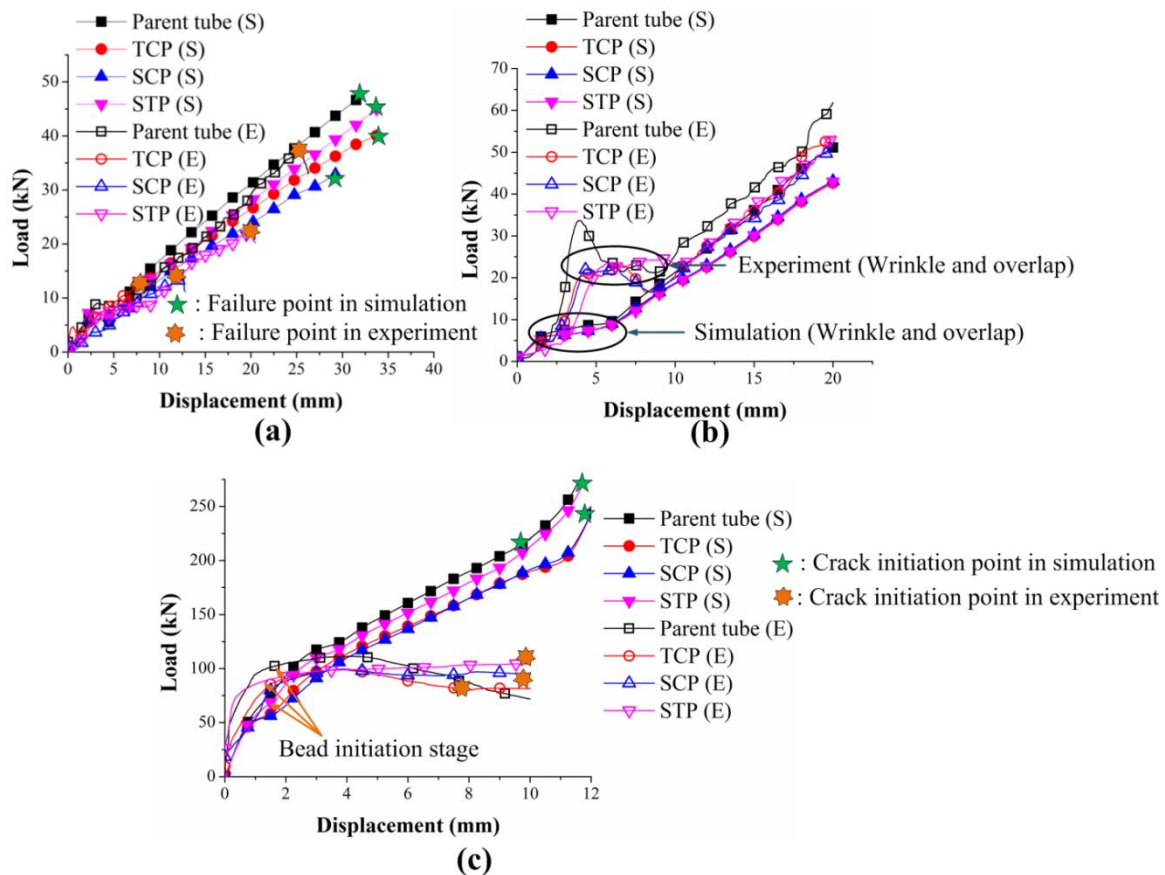 Parent tube (S)
TCP (S)
SCP (S)
STP (S)
Parent tube (E)
TCP (E)
SCP (E)
STP (E)
50
40
30
20
10
0
Load (kN)
0 5 10 15 20 25 30 35 40 45
Displacement (mm)
: Failure point in simulation
: Failure point in experiment
(a)
Parent tube (S)
TCP (S)
SCP (S)
STP (S)
Parent tube (E)
TCP (E)
SCP (E)
STP (E)
70
60
50
40
30
20
10
0
Load (kN)
0 5 10 15 20
Displacement (mm)
Experiment (Wrinkle and overlap)
Simulation (Wrinkle and overlap)
(b)
250
200
150
100
50
0
Load (kN)
0 2 4 6 8 10 12
Displacement (mm)
Bead initiation stage
Parent tube (S)
TCP (S)
SCP (S)
STP (S)
Parent tube (E)
TCP (E)
SCP (E)
STP (E)
: Crack initiation point in simulation
: Crack initiation point in experiment
(c)